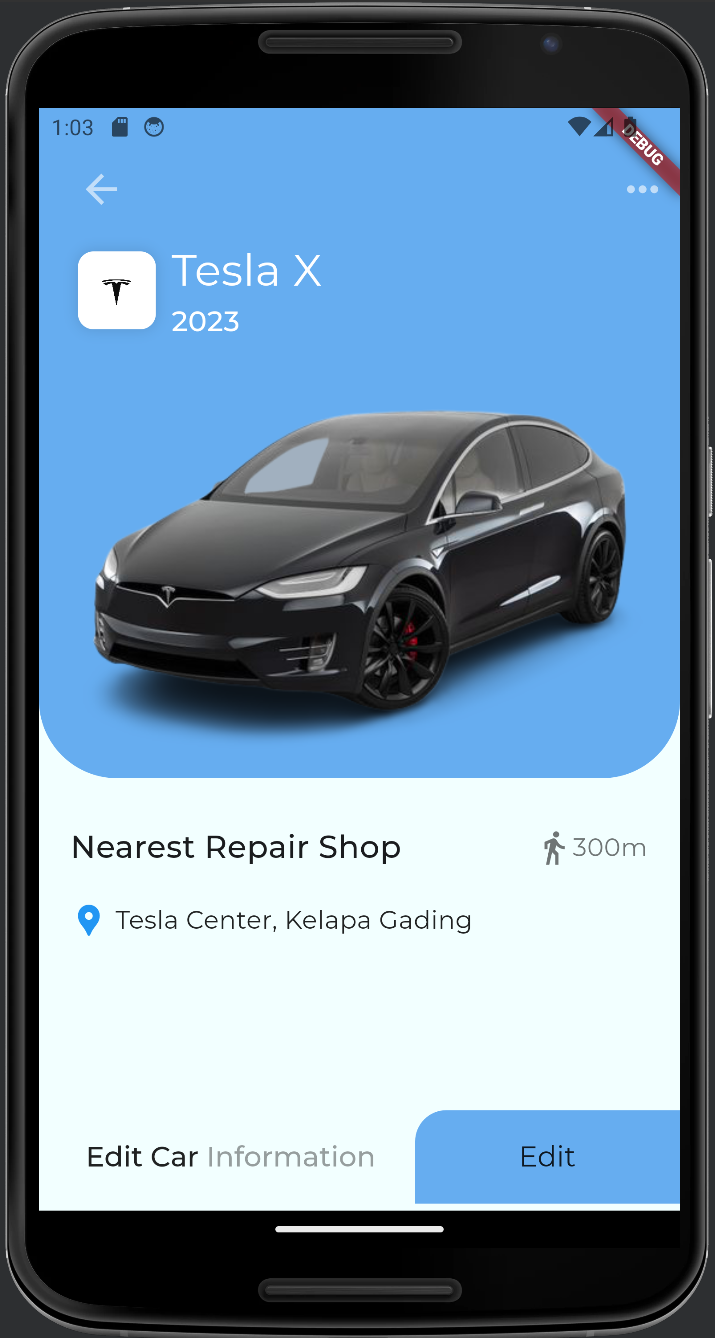 1:03
DEBUG
Tesla X
2023
Nearest Repair Shop
300m
Tesla Center, Kelapa Gading
Edit Car Information
Edit